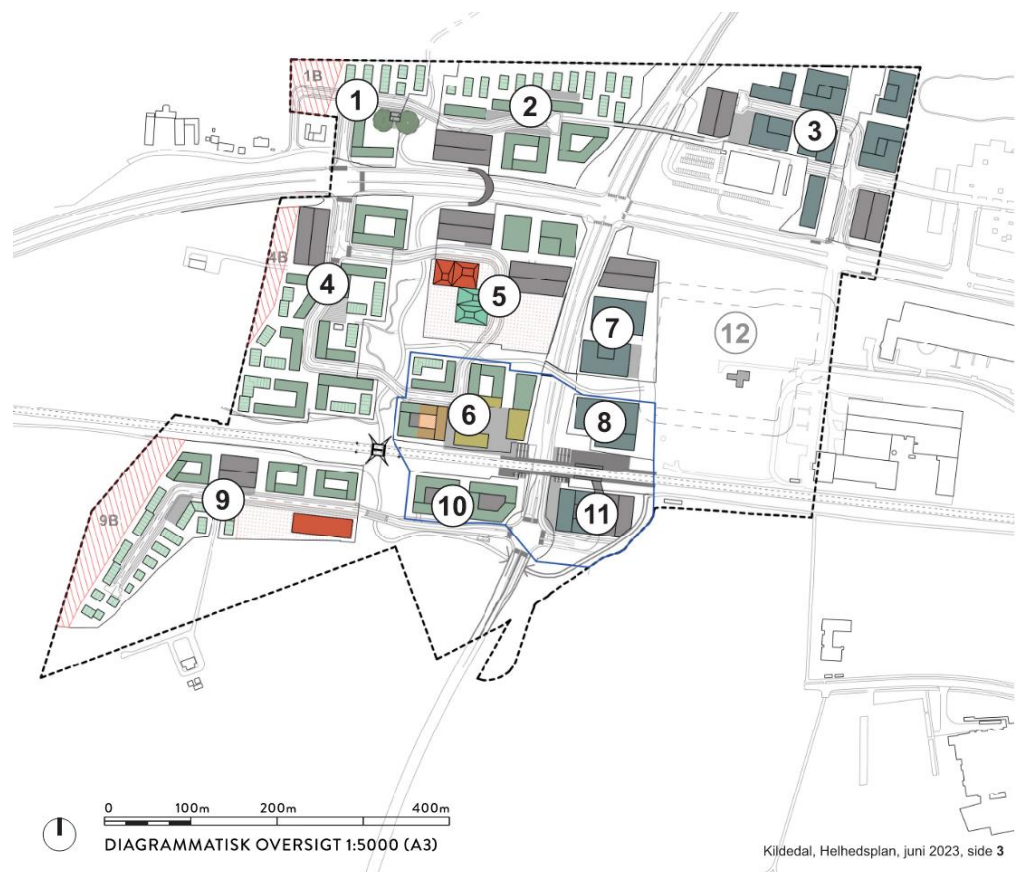 1B
1
2
3
4B
4
5
7
12
6
8
9
9B
10
11
0 100m 200m 400m
DIAGRAMMATISK OVERSIGT 1:5000 (A3)
Kildedal, Helhedsplan, juni 2023, side 3